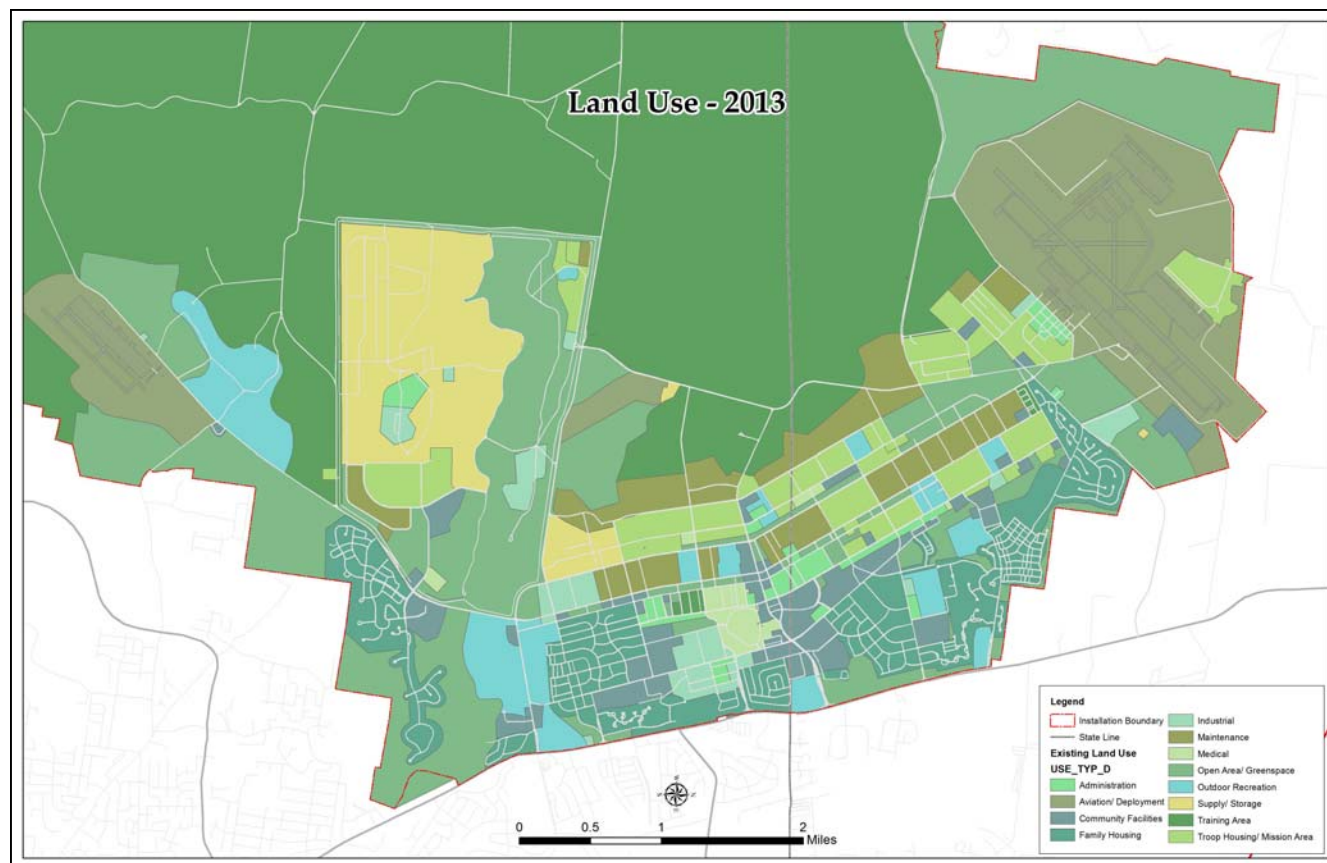 Land Use - 2013
Legend
Installation Boundary
State Line
Existing Land Use
USE_TYP_D
Administration
Aviation/ Deployment
Community Facilities
Family Housing
Industrial
Maintenance
Medical
Open Area/ Greenspace
Outdoor Recreation
Supply/ Storage
Training Area
Troop Housing/ Mission Area
0 0.5 1 2
Miles